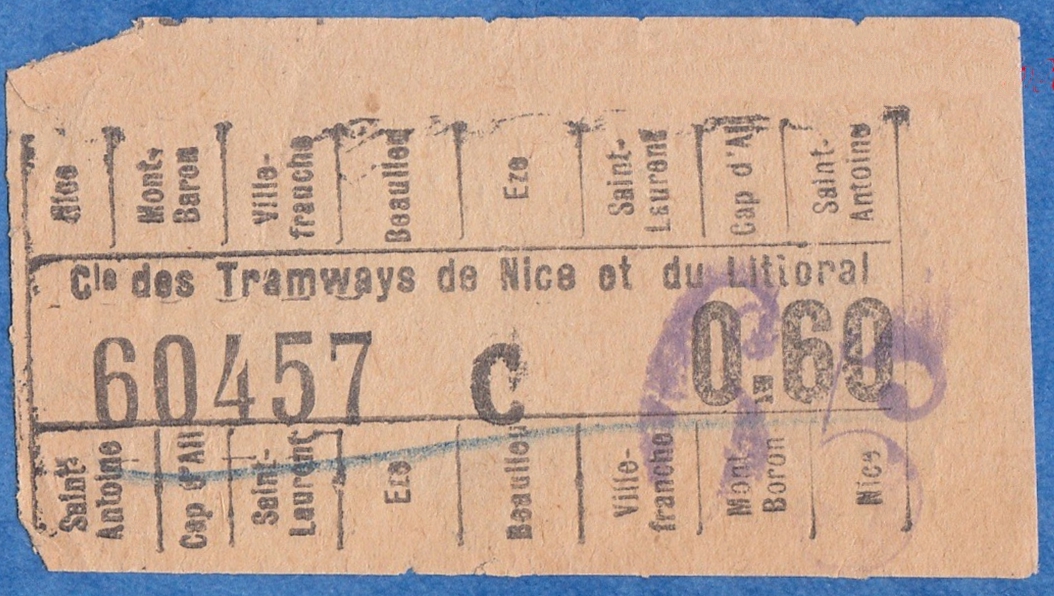 Nice
Mont-
Baron
Ville-
franche
Beaulieu
Eze
Saint-
Laurent
Cap d'Ail
Saint-
Antoine
Cie des Tramways de Nice et du Littoral
60457 C 0.60
Saint-
Antoine
Cap d'Ail
Saint-
Laurent
Eze
Beaulieu
Ville-
franche
Mont-
Boron
Nice